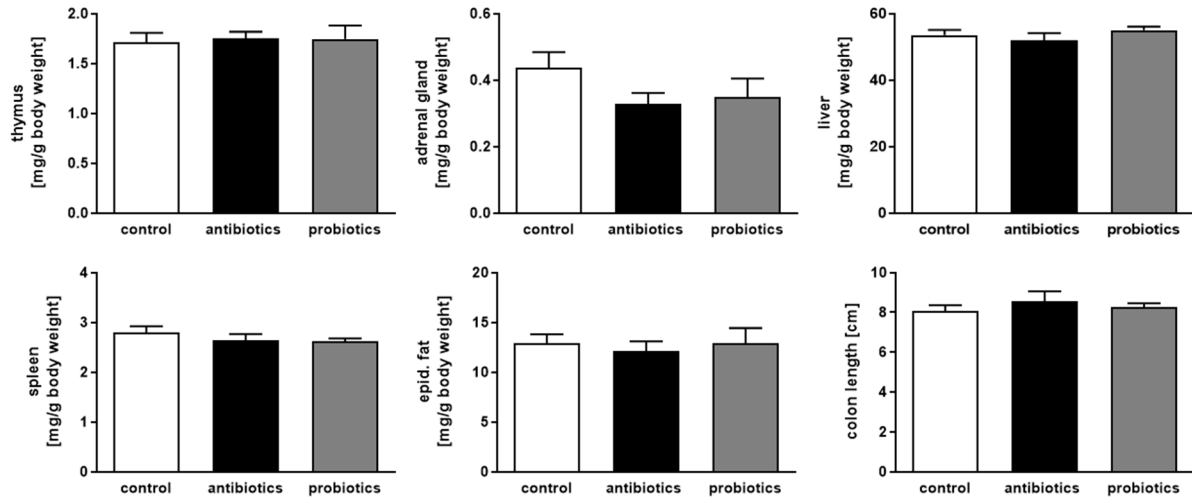 thymus
[mg/g body weight]
2.0
1.5
1.0
0.5
0.0
control antibiotics probiotics
adrenal gland
[mg/g body weight]
0.6
0.4
0.2
0.0
control antibiotics probiotics
liver
[mg/g body weight]
60
40
20
0
control antibiotics probiotics
spleen
[mg/g body weight]
4
3
2
1
0
control antibiotics probiotics
epid. fat
[mg/g body weight]
20
15
10
5
0
control antibiotics probiotics
colon length [cm]
10
8
6
4
2
0
control antibiotics probiotics